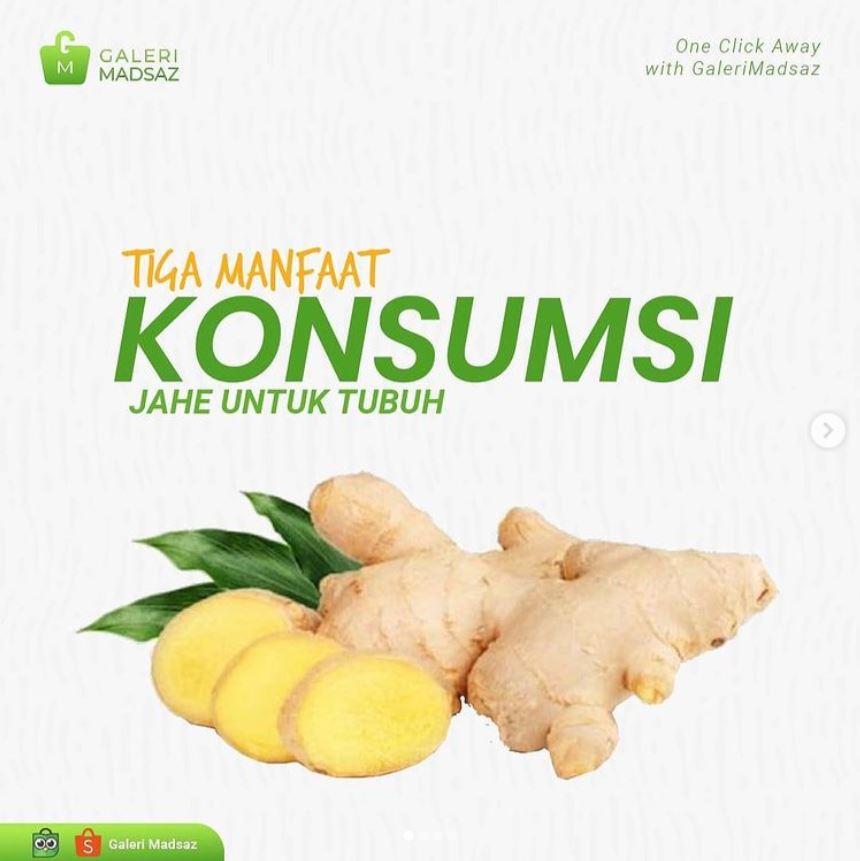 GALERI
MADSAZ
One Click Away
with GaleriMadsaz
TIGA MANFAAT
KONSUMSI
JAHE UNTUK TUBUH
Galeri Madsaz